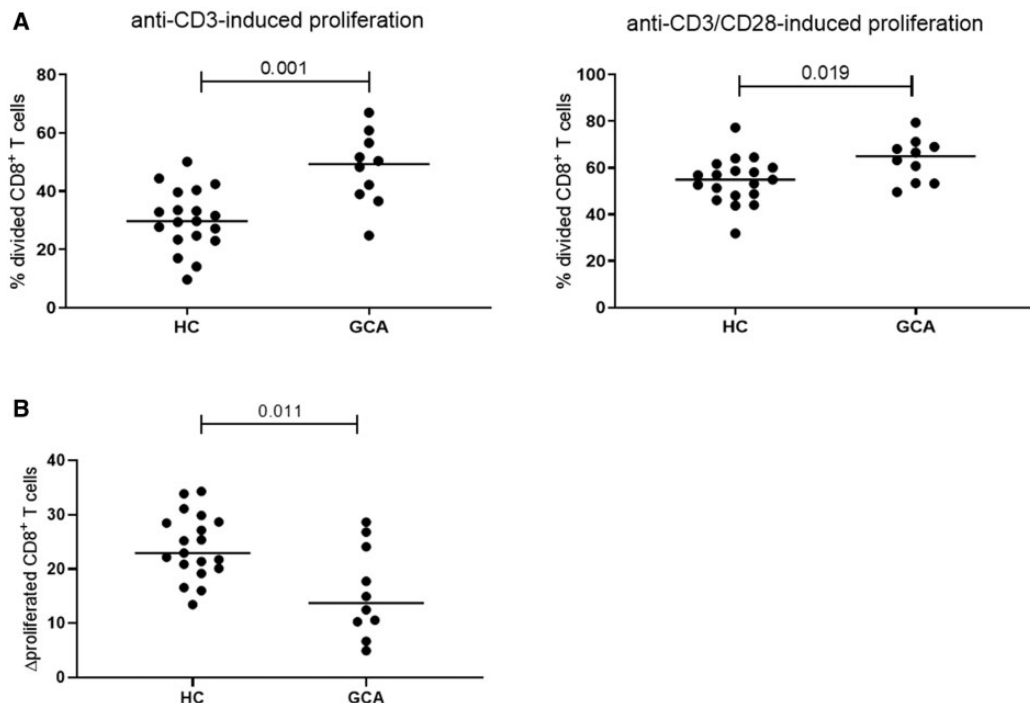 A
anti-CD3-induced proliferation
0.001
% divided CD8⁺ T cells
80
60
40
20
0
HC
GCA
anti-CD3/CD28-induced proliferation
0.019
% divided CD8⁺ T cells
100
80
60
40
20
0
HC
GCA
B
0.011
Δproliferated CD8⁺ T cells
40
30
20
10
0
HC
GCA